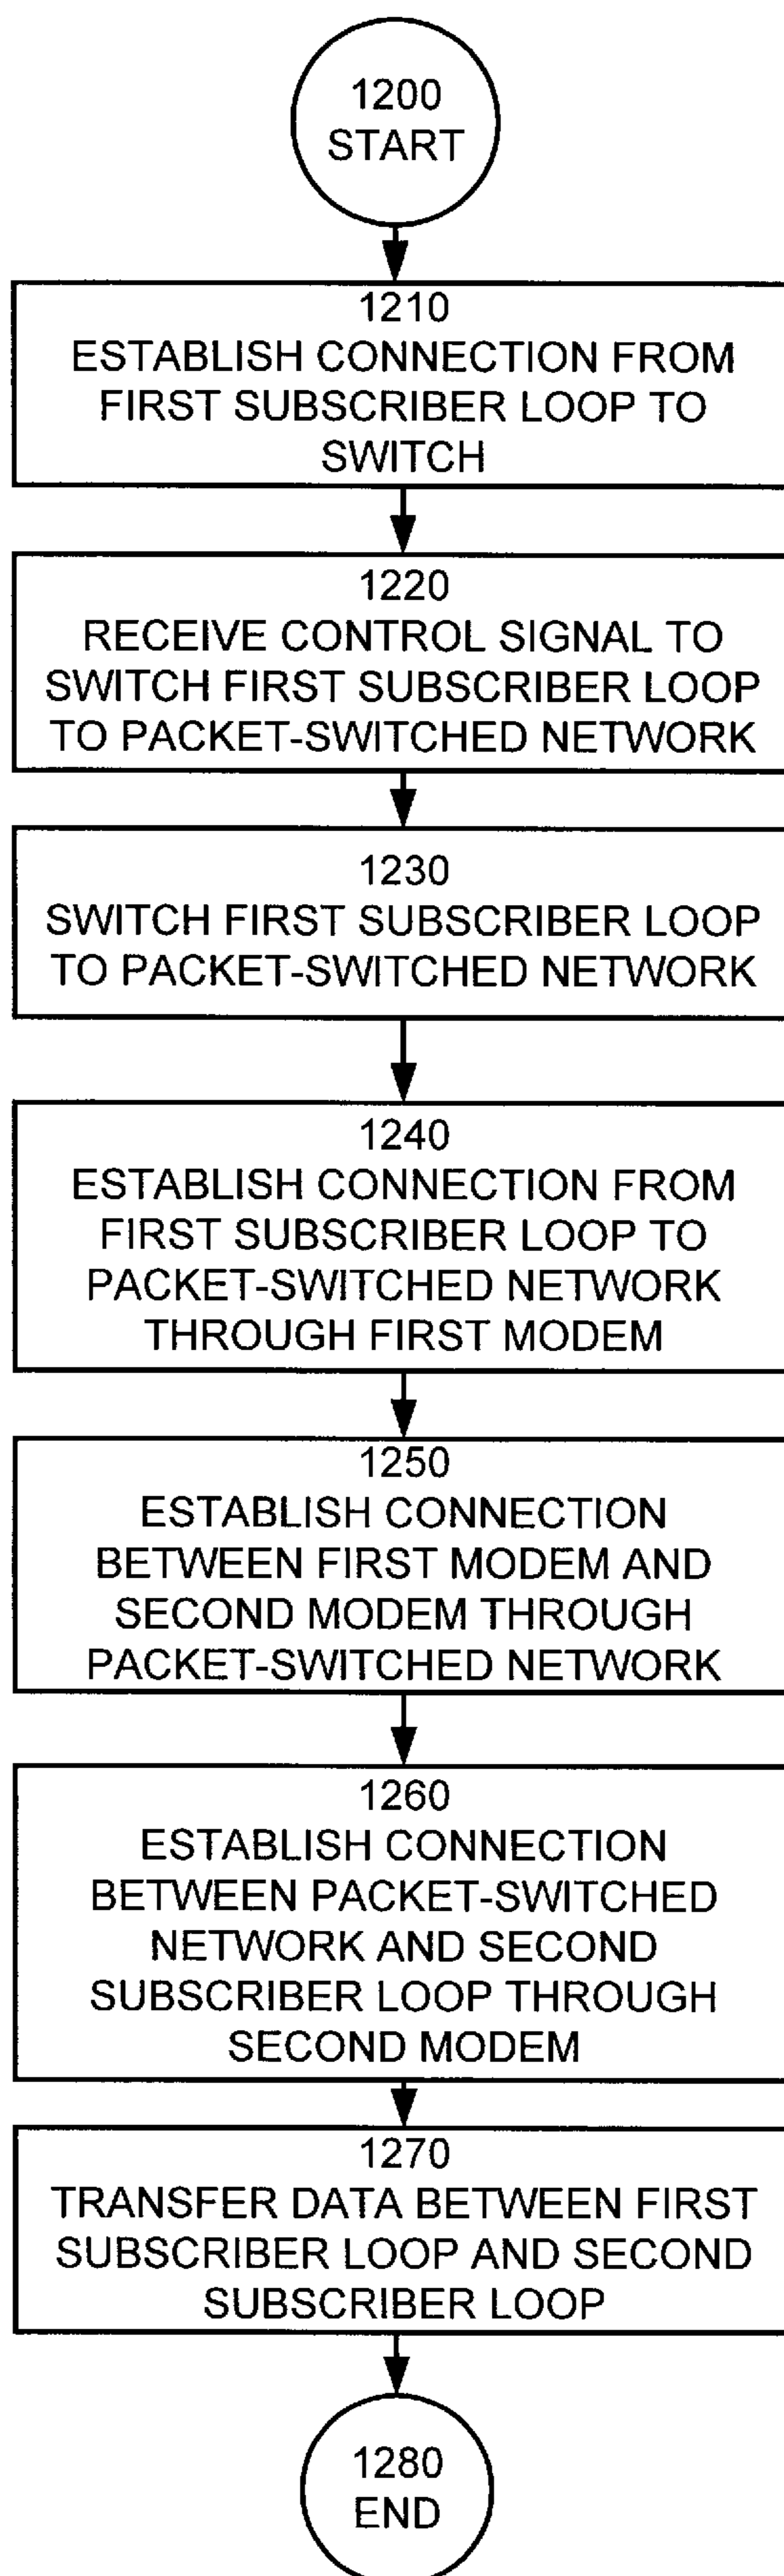 1200
START
1210
ESTABLISH CONNECTION FROM
FIRST SUBSCRIBER LOOP TO
SWITCH
1220
RECEIVE CONTROL SIGNAL TO
SWITCH FIRST SUBSCRIBER LOOP
TO PACKET-SWITCHED NETWORK
1230
SWITCH FIRST SUBSCRIBER LOOP
TO PACKET-SWITCHED NETWORK
1240
ESTABLISH CONNECTION FROM
FIRST SUBSCRIBER LOOP TO
PACKET-SWITCHED NETWORK
THROUGH FIRST MODEM
1250
ESTABLISH CONNECTION
BETWEEN FIRST MODEM AND
SECOND MODEM THROUGH
PACKET-SWITCHED NETWORK
1260
ESTABLISH CONNECTION
BETWEEN PACKET-SWITCHED
NETWORK AND SECOND
SUBSCRIBER LOOP THROUGH
SECOND MODEM
1270
TRANSFER DATA BETWEEN FIRST
SUBSCRIBER LOOP AND SECOND
SUBSCRIBER LOOP
1280
END